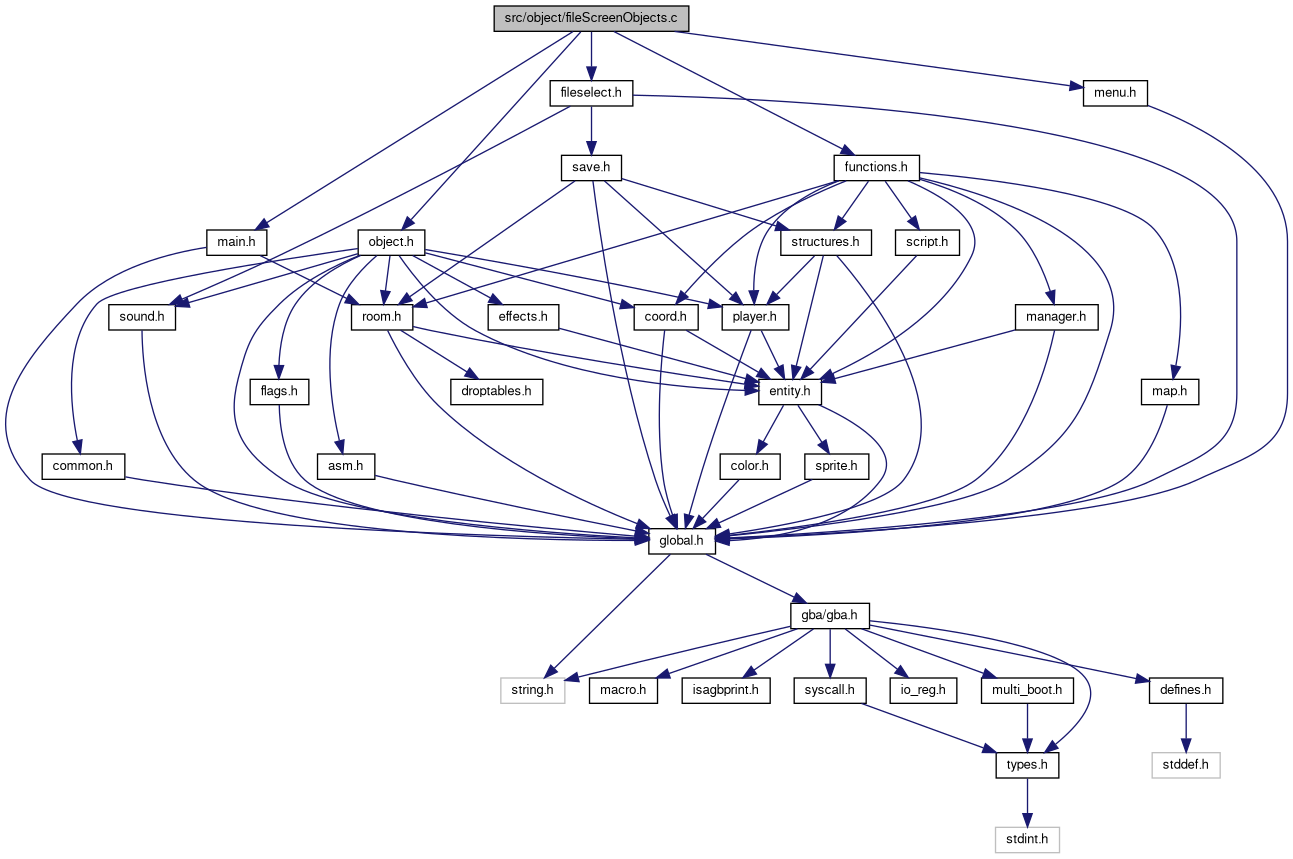 src/object/fileScreenObjects.c
fileselect.h
menu.h
save.h
functions.h
main.h
object.h
structures.h
script.h
sound.h
room.h
effects.h
coord.h
player.h
manager.h
flags.h
droptables.h
entity.h
map.h
common.h
asm.h
color.h
sprite.h
global.h
gba/gba.h
string.h
macro.h
isagbprint.h
syscall.h
io_reg.h
multi_boot.h
defines.h
types.h
stddef.h
stdint.h